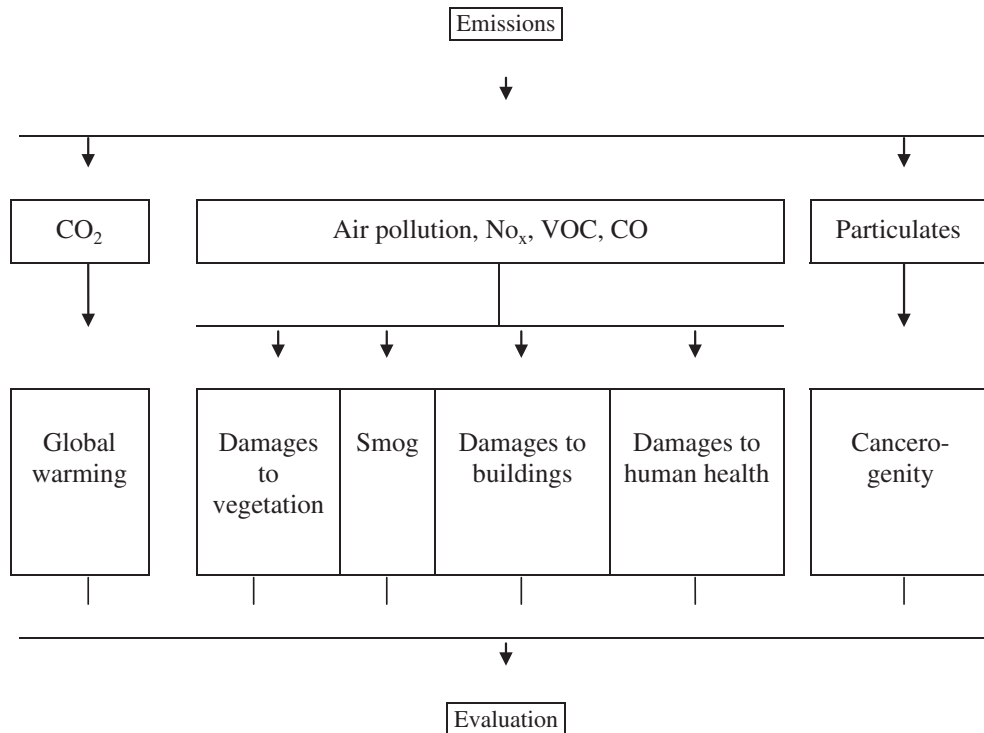 Emissions
CO₂
Air pollution, Noₓ, VOC, CO
Particulates
Global
warming
Damages
to
vegetation
Smog
Damages to
buildings
Damages to
human health
Cancero-
genity
Evaluation